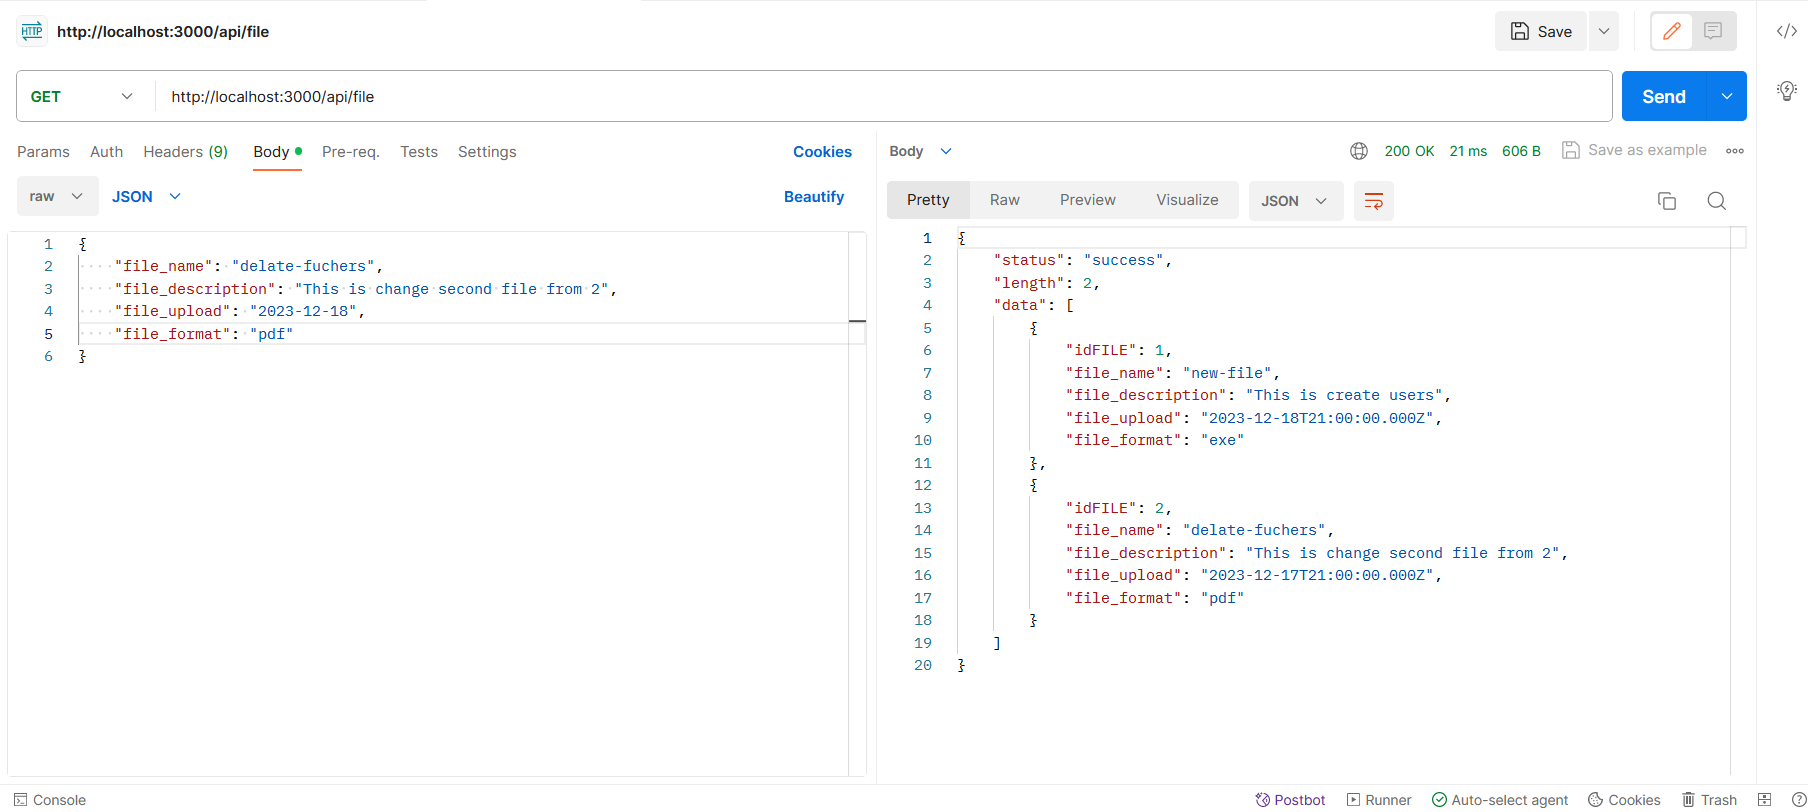 HTTP http://localhost:3000/api/file Save
GET http://localhost:3000/api/file Send
Params Auth Headers (9) Body Pre-req. Tests Settings Cookies
raw JSON Beautify
1 {
2 "file_name": "delate-fuchers",
3 "file_description": "This is change second file from 2",
4 "file_upload": "2023-12-18",
5 "file_format": "pdf"
6 }
Body 200 OK 21 ms 606 B Save as example
Pretty Raw Preview Visualize JSON
1 {
2 "status": "success",
3 "length": 2,
4 "data": [
5 {
6 "idFILE": 1,
7 "file_name": "new-file",
8 "file_description": "This is create users",
9 "file_upload": "2023-12-18T21:00:00.000Z",
10 "file_format": "exe"
11 },
12 {
13 "idFILE": 2,
14 "file_name": "delate-fuchers",
15 "file_description": "This is change second file from 2",
16 "file_upload": "2023-12-17T21:00:00.000Z",
17 "file_format": "pdf"
18 }
19 ]
20 }
Console Postbot Runner Auto-select agent Cookies Trash